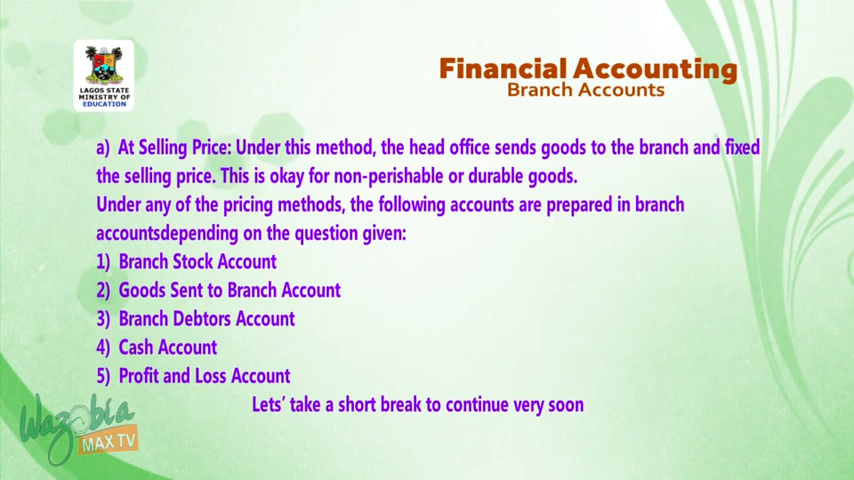 LAGOS STATE
MINISTRY OF
EDUCATION
Financial Accounting
Branch Accounts
a) At Selling Price: Under this method, the head office sends goods to the branch and fixed
the selling price. This is okay for non-perishable or durable goods.
Under any of the pricing methods, the following accounts are prepared in branch
accountsdepending on the question given:
1) Branch Stock Account
2) Goods Sent to Branch Account
3) Branch Debtors Account
4) Cash Account
5) Profit and Loss Account
Lets’ take a short break to continue very soon
Wazobia
MAX TV